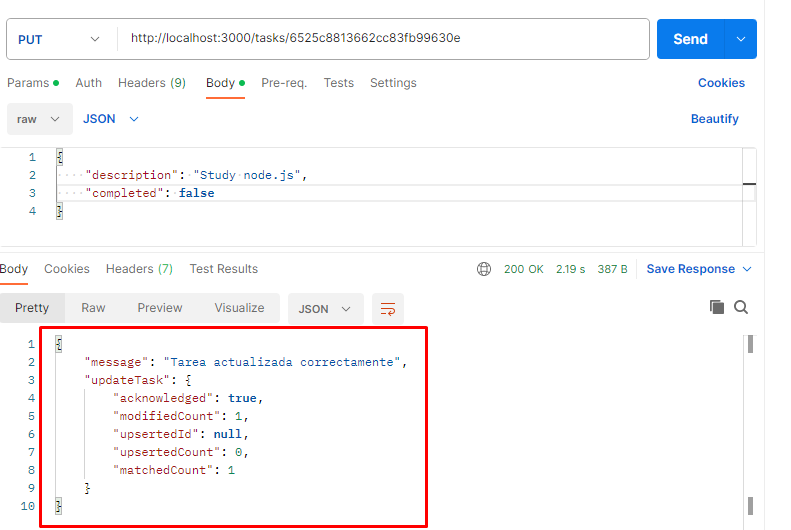 PUT http://localhost:3000/tasks/6525c8813662cc83fb99630e Send
Params Auth Headers (9) Body Pre-req. Tests Settings Cookies
raw JSON Beautify
1 {
2 "description": "Study node.js",
3 "completed": false
4 }
Body Cookies Headers (7) Test Results 200 OK 2.19 s 387 B Save Response
Pretty Raw Preview Visualize JSON
1 {
2 "message": "Tarea actualizada correctamente",
3 "updateTask": {
4 "acknowledged": true,
5 "modifiedCount": 1,
6 "upsertedId": null,
7 "upsertedCount": 0,
8 "matchedCount": 1
9 }
10 }